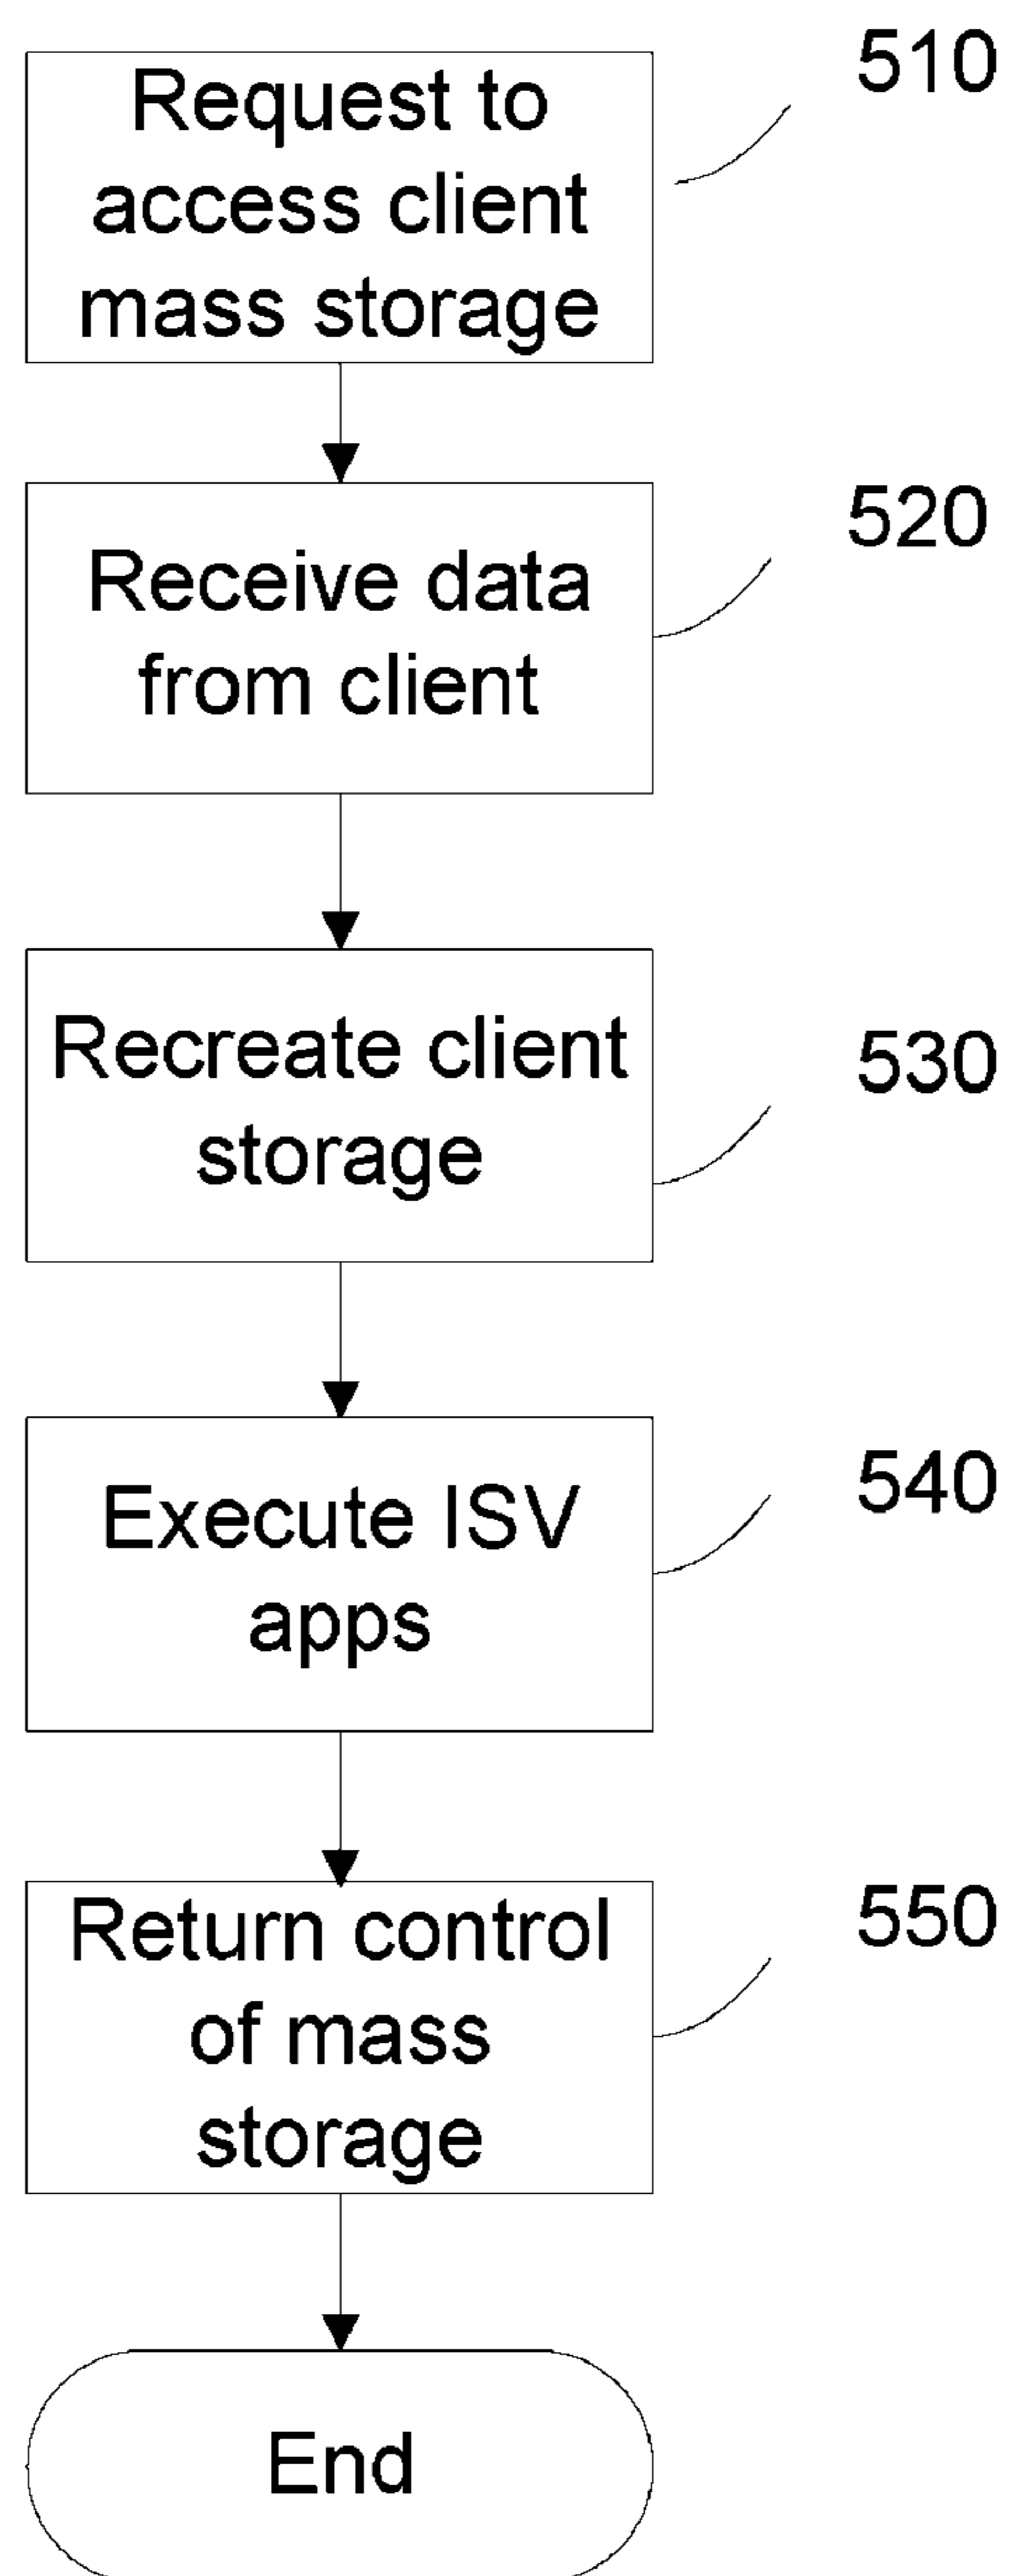 510
Request to
access client
mass storage
520
Receive data
from client
530
Recreate client
storage
540
Execute ISV
apps
550
Return control
of mass
storage
End